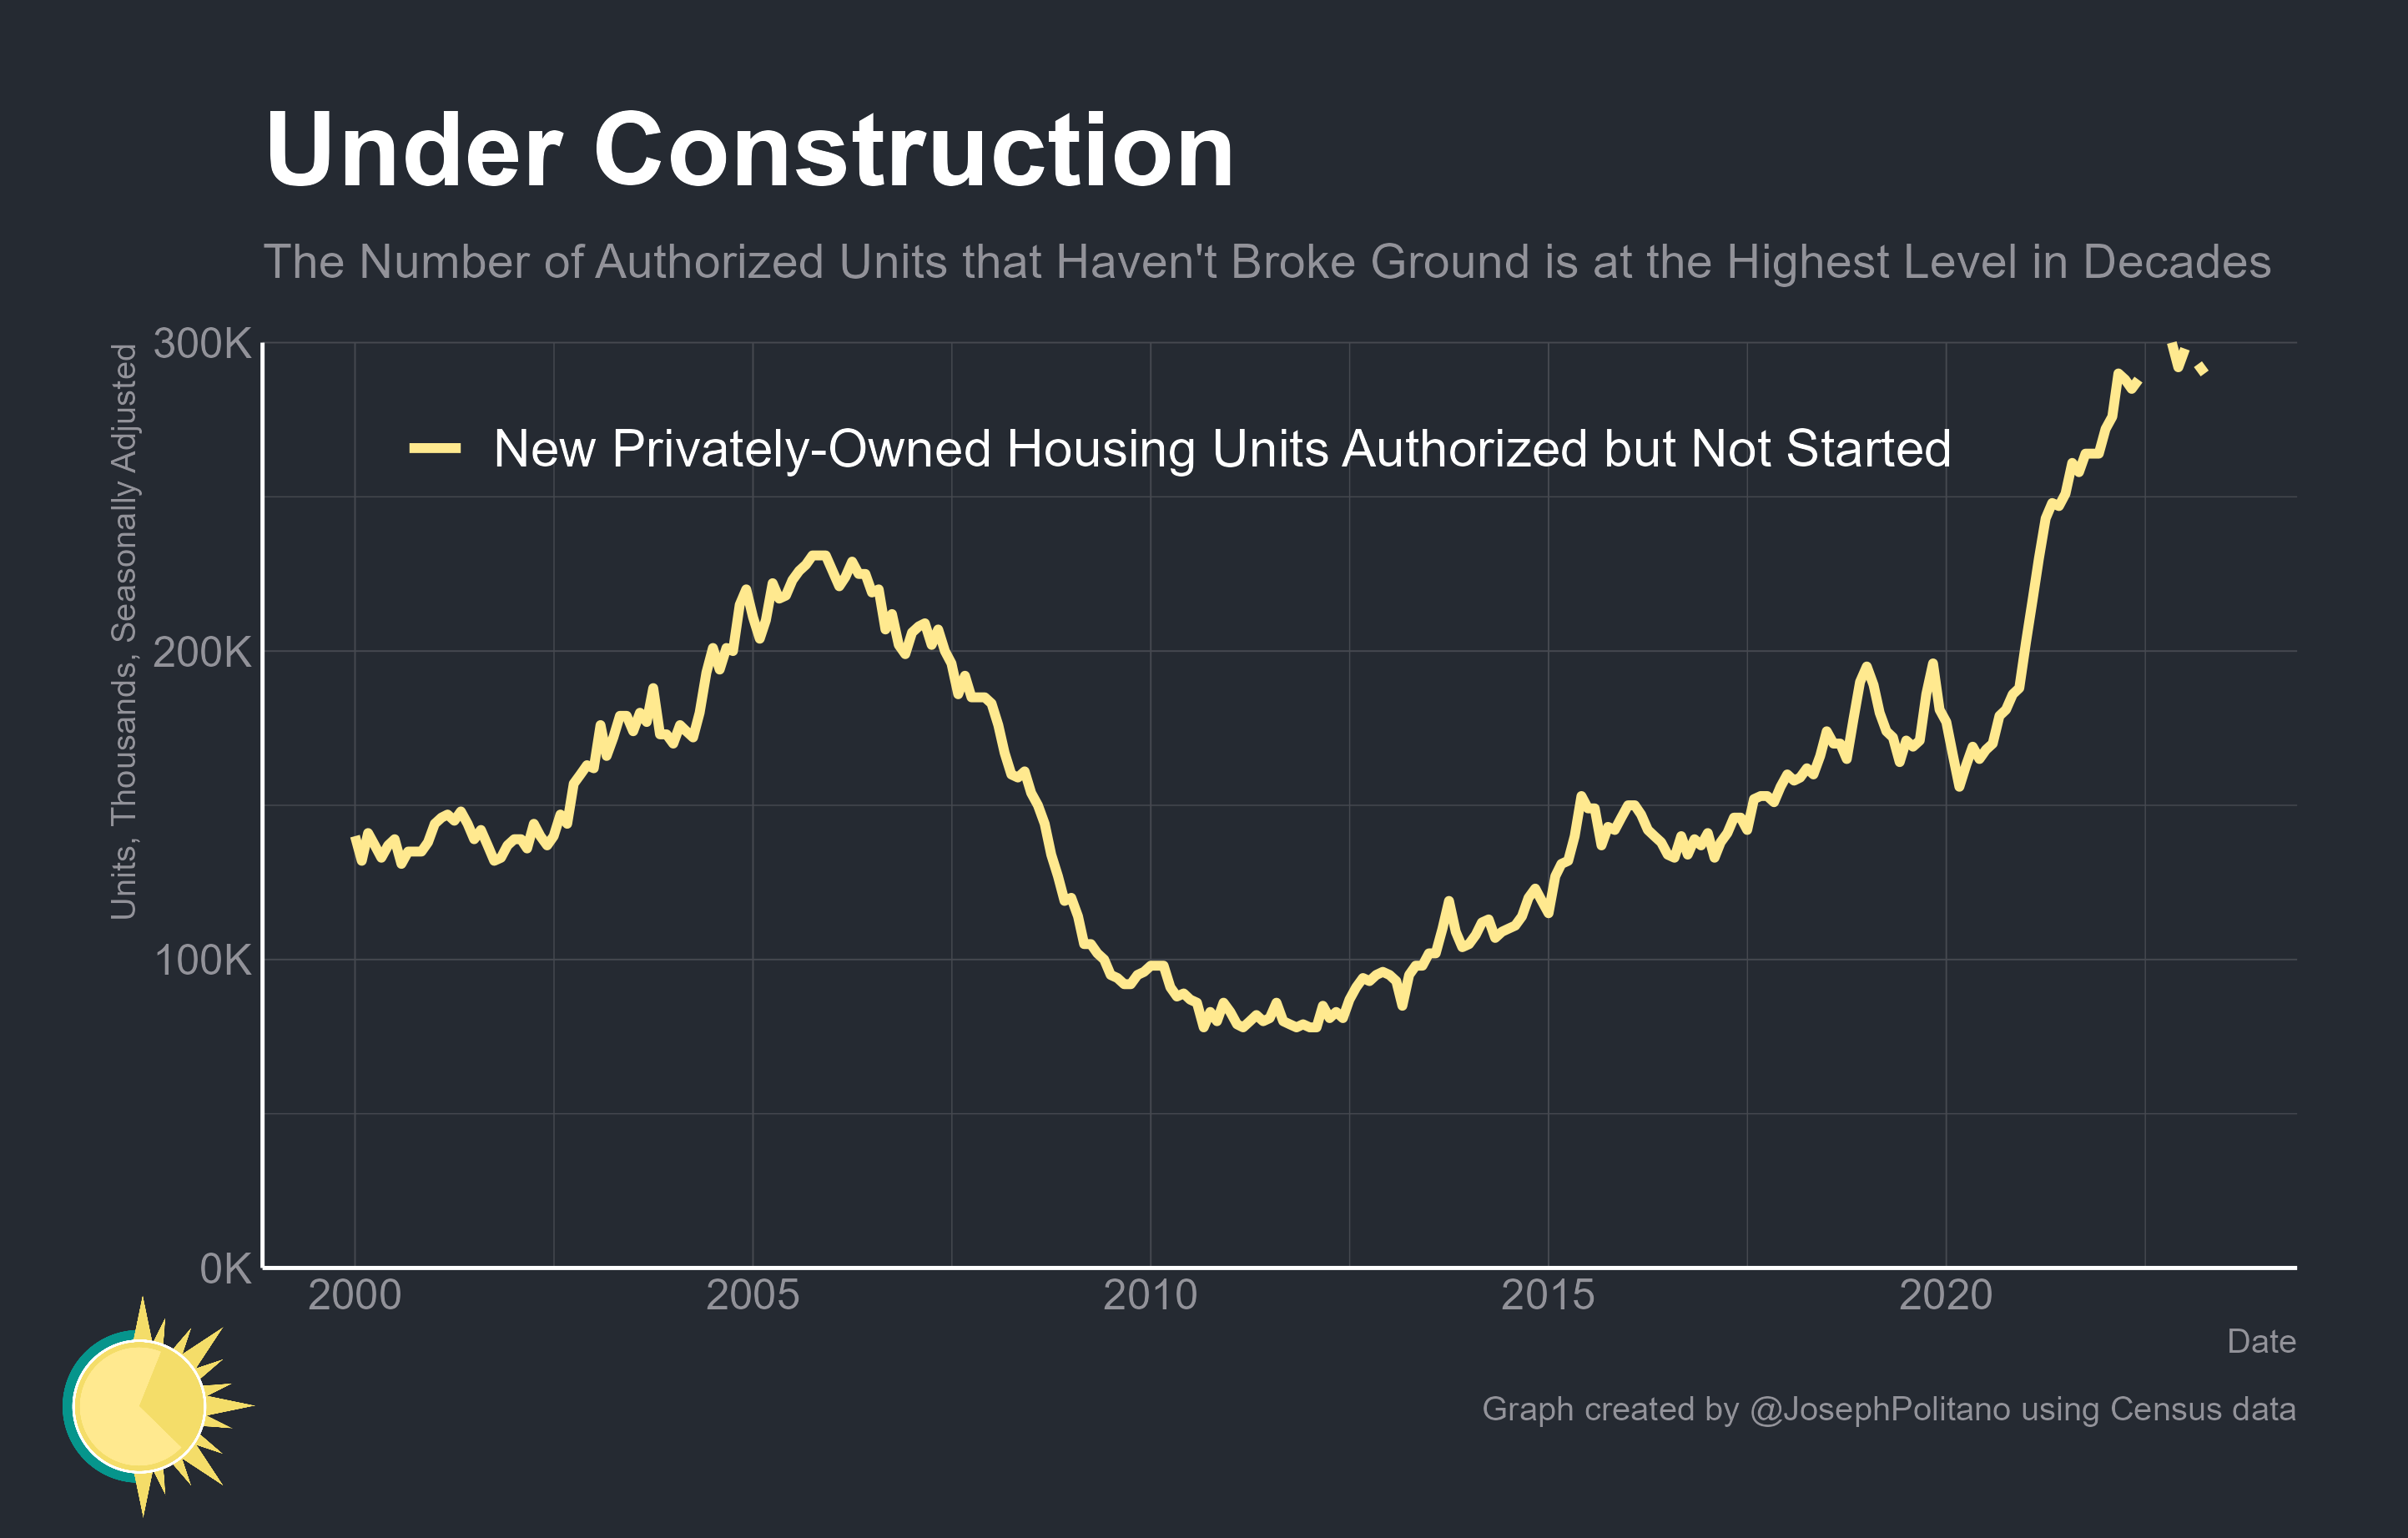 Under Construction
The Number of Authorized Units that Haven't Broke Ground is at the Highest Level in Decades
Units, Thousands, Seasonally Adjusted
300K
200K
100K
0K
New Privately-Owned Housing Units Authorized but Not Started
2000 2005 2010 2015 2020
Date
Graph created by @JosephPolitano using Census data